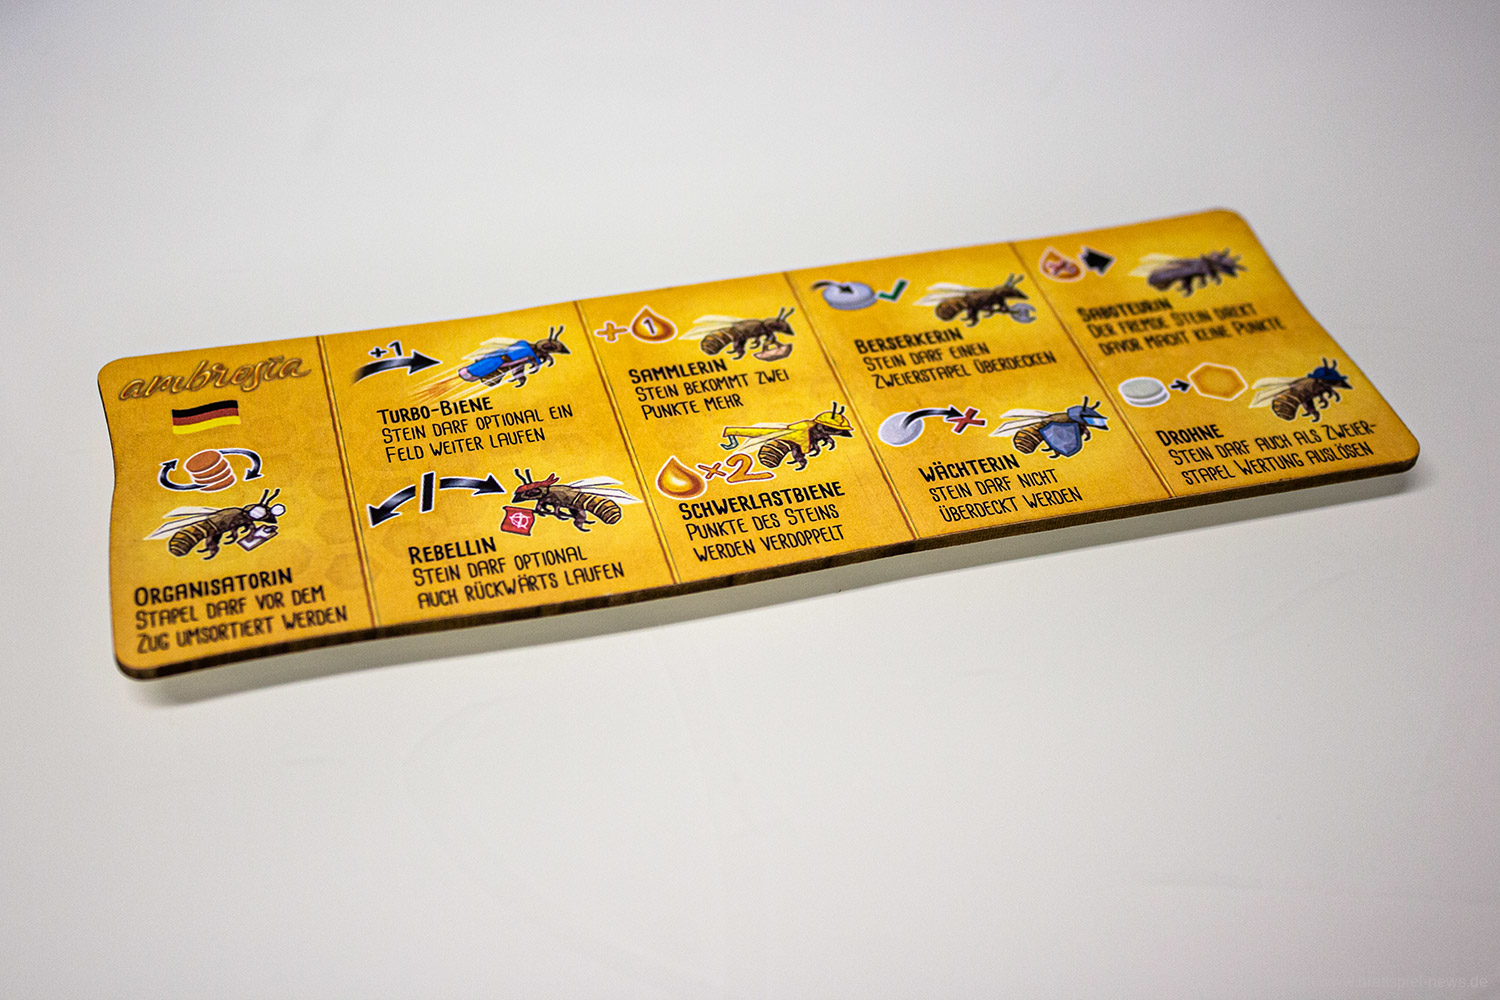 ambrosia
ORGANISATORIN
STAPEL DARF VOR DEM
ZUG UMSORTIERT WERDEN
+1
TURBO-BIENE
STEIN DARF OPTIONAL EIN
FELD WEITER LAUFEN
REBELLIN
STEIN DARF OPTIONAL
AUCH RÜCKWÄRTS LAUFEN
+1
SAMMLERIN
STEIN BEKOMMT ZWEI
PUNKTE MEHR
×2
SCHWERLASTBIENE
PUNKTE DES STEINS
WERDEN VERDOPPELT
BERSERKERIN
STEIN DARF EINEN
ZWEIERSTAPEL ÜBERDECKEN
WÄCHTERIN
STEIN DARF NICHT
ÜBERDECKT WERDEN
SABOTEURIN
DER FREMDE STEIN DIREKT
DAVOR MACHT KEINE PUNKTE
DROHNE
STEIN DARF AUCH ALS ZWEIER-
STAPEL WERTUNG AUSLÖSEN